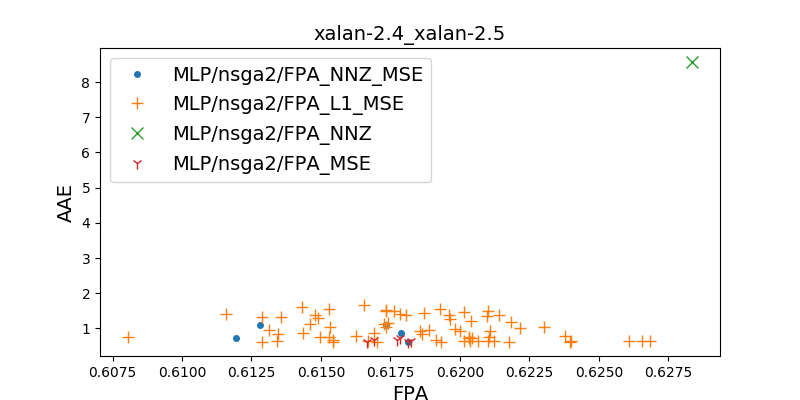 xalan-2.4_xalan-2.5
MLP/nsga2/FPA_NNZ_MSE
MLP/nsga2/FPA_L1_MSE
MLP/nsga2/FPA_NNZ
MLP/nsga2/FPA_MSE
AAE
8
7
6
5
4
3
2
1
0.6075 0.6100 0.6125 0.6150 0.6175 0.6200 0.6225 0.6250 0.6275
FPA